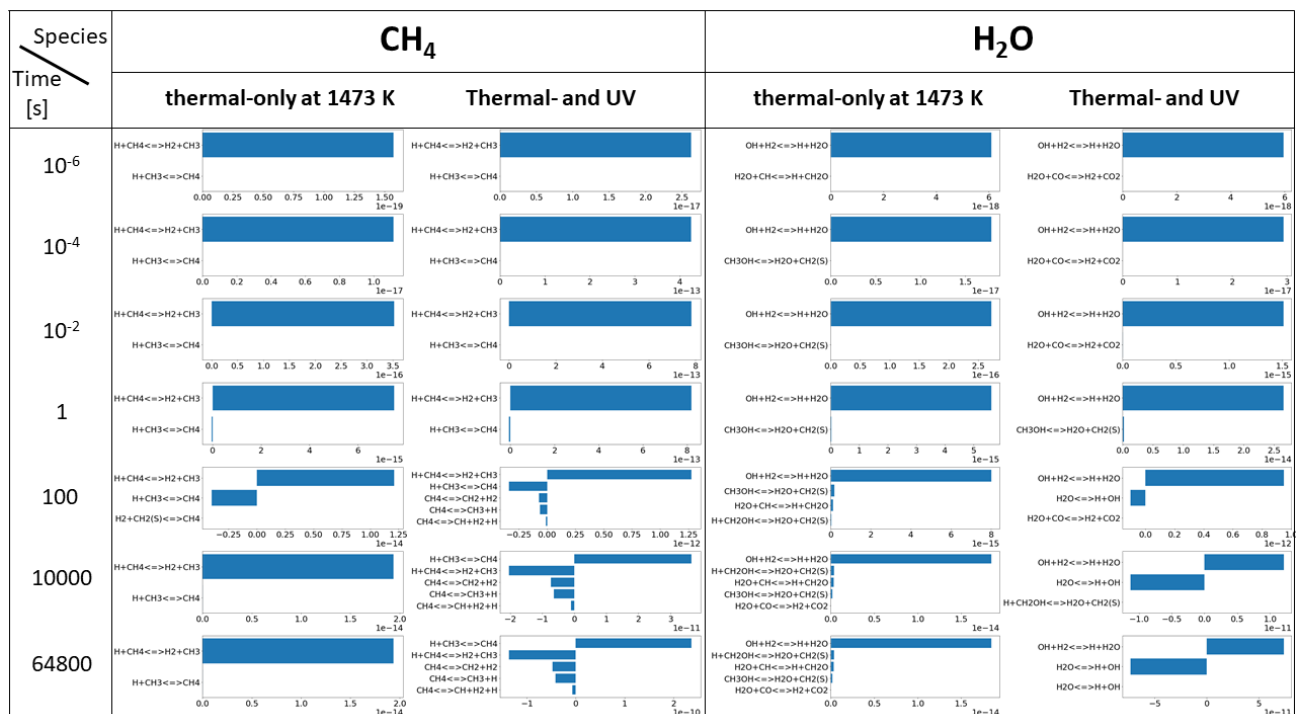 Species
Time
[s]
CH4
H2O
thermal-only at 1473 K
Thermal- and UV
thermal-only at 1473 K
Thermal- and UV
10-6
H+CH4<=>H2+CH3
H+CH3<=>CH4
0.00 0.25 0.50 0.75 1.00 1.25 1.50
1e−19
H+CH4<=>H2+CH3
H+CH3<=>CH4
0.0 0.5 1.0 1.5 2.0 2.5
1e−17
OH+H2<=>H+H2O
H2O+CH<=>H+CH2O
0 2 4 6
1e−18
OH+H2<=>H+H2O
H2O+CO<=>H2+CO2
0 2 4 6
1e−18
10-4
H+CH4<=>H2+CH3
H+CH3<=>CH4
0.0 0.2 0.4 0.6 0.8 1.0
1e−17
H+CH4<=>H2+CH3
H+CH3<=>CH4
0 1 2 3 4
1e−13
OH+H2<=>H+H2O
CH3OH<=>H2O+CH2(S)
0.0 0.5 1.0 1.5
1e−17
OH+H2<=>H+H2O
H2O+CO<=>H2+CO2
0 1 2 3
1e−17
10-2
H+CH4<=>H2+CH3
H+CH3<=>CH4
0.0 0.5 1.0 1.5 2.0 2.5 3.0 3.5
1e−16
H+CH4<=>H2+CH3
H+CH3<=>CH4
0 2 4 6 8
1e−13
OH+H2<=>H+H2O
CH3OH<=>H2O+CH2(S)
0.0 0.5 1.0 1.5 2.0 2.5
1e−16
OH+H2<=>H+H2O
H2O+CO<=>H2+CO2
0.0 0.5 1.0 1.5
1e−15
1
H+CH4<=>H2+CH3
H+CH3<=>CH4
0 2 4 6
1e−15
H+CH4<=>H2+CH3
H+CH3<=>CH4
0 2 4 6 8
1e−13
OH+H2<=>H+H2O
CH3OH<=>H2O+CH2(S)
0 1 2 3 4 5
1e−15
OH+H2<=>H+H2O
CH3OH<=>H2O+CH2(S)
0.0 0.5 1.0 1.5 2.0 2.5
1e−14
100
H+CH4<=>H2+CH3
H+CH3<=>CH4
H2+CH2(S)<=>CH4
−0.25 0.00 0.25 0.50 0.75 1.00 1.25
1e−14
H+CH4<=>H2+CH3
H+CH3<=>CH4
CH4<=>CH2+H2
CH4<=>CH3+H
CH4<=>CH+H2+H
−0.25 0.00 0.25 0.50 0.75 1.00 1.25
1e−12
OH+H2<=>H+H2O
CH3OH<=>H2O+CH2(S)
H2O+CH<=>H+CH2O
H+CH2OH<=>H2O+CH2(S)
0 2 4 6 8
1e−15
OH+H2<=>H+H2O
H2O<=>H+OH
H2O+CO<=>H2+CO2
0.0 0.2 0.4 0.6 0.8 1.0
1e−12
10000
H+CH4<=>H2+CH3
H+CH3<=>CH4
0.0 0.5 1.0 1.5 2.0
1e−14
H+CH3<=>CH4
H+CH4<=>H2+CH3
CH4<=>CH2+H2
CH4<=>CH3+H
CH4<=>CH+H2+H
−2 −1 0 1 2 3
1e−11
OH+H2<=>H+H2O
H+CH2OH<=>H2O+CH2(S)
H2O+CH<=>H+CH2O
CH3OH<=>H2O+CH2(S)
H2O+CO<=>H2+CO2
0.0 0.5 1.0 1.5
1e−14
OH+H2<=>H+H2O
H2O<=>H+OH
H+CH2OH<=>H2O+CH2(S)
−1.0 −0.5 0.0 0.5 1.0
1e−11
64800
H+CH4<=>H2+CH3
H+CH3<=>CH4
0.0 0.5 1.0 1.5 2.0
1e−14
H+CH3<=>CH4
H+CH4<=>H2+CH3
CH4<=>CH2+H2
CH4<=>CH3+H
CH4<=>CH+H2+H
−1 0 1 2
1e−10
OH+H2<=>H+H2O
H+CH2OH<=>H2O+CH2(S)
H2O+CH<=>H+CH2O
CH3OH<=>H2O+CH2(S)
H2O+CO<=>H2+CO2
0.0 0.5 1.0 1.5
1e−14
OH+H2<=>H+H2O
H2O<=>H+OH
H2O<=>H+OH
−5 0 5
1e−11